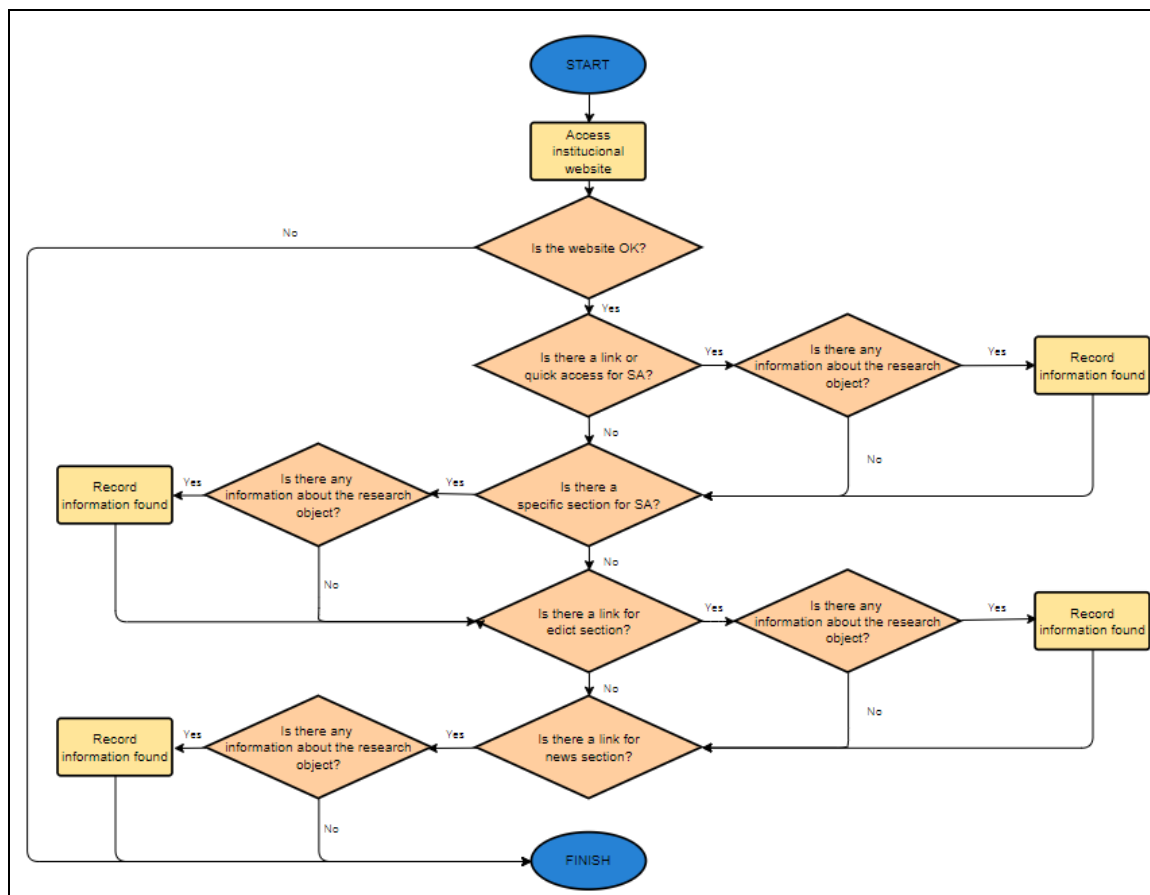 START
Access
institucional
website
No
Is the website OK?
Yes
Is there a link or
quick access for SA?
Yes
Is there any
information about the research
object?
Yes
Record
information found
No
No
Is there a
specific section for SA?
Yes
Is there any
information about the research
object?
Yes
Record
information found
No
No
Is there a link for
edict section?
Yes
Is there any
information about the research
object?
Yes
Record
information found
No
No
Is there a link for
news section?
Yes
Is there any
information about the research
object?
Yes
Record
information found
No
FINISH